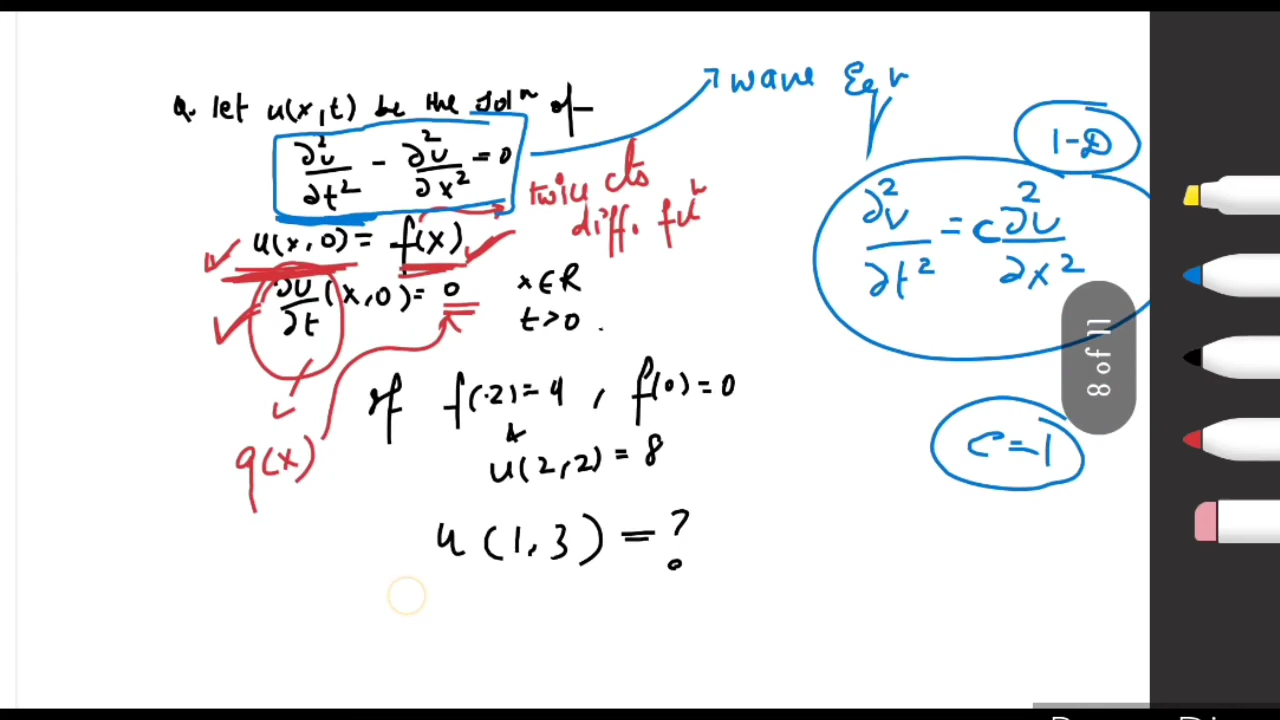 Q. let u(x,t) be the solⁿ of
∂²u/∂t² - ∂²u/∂x² = 0
u(x,0) = f(x)
∂u/∂t (x,0) = 0
x∈R
t>0.
If f(-2)=4, f(0)=0
&
u(2,2) = 8
u(1,3) = ?
wave Eqn
twice cts
diff. fuⁿ
g(x)
1-D
∂²u/∂t² = c ∂²u/∂x²
c=1
8 of 11